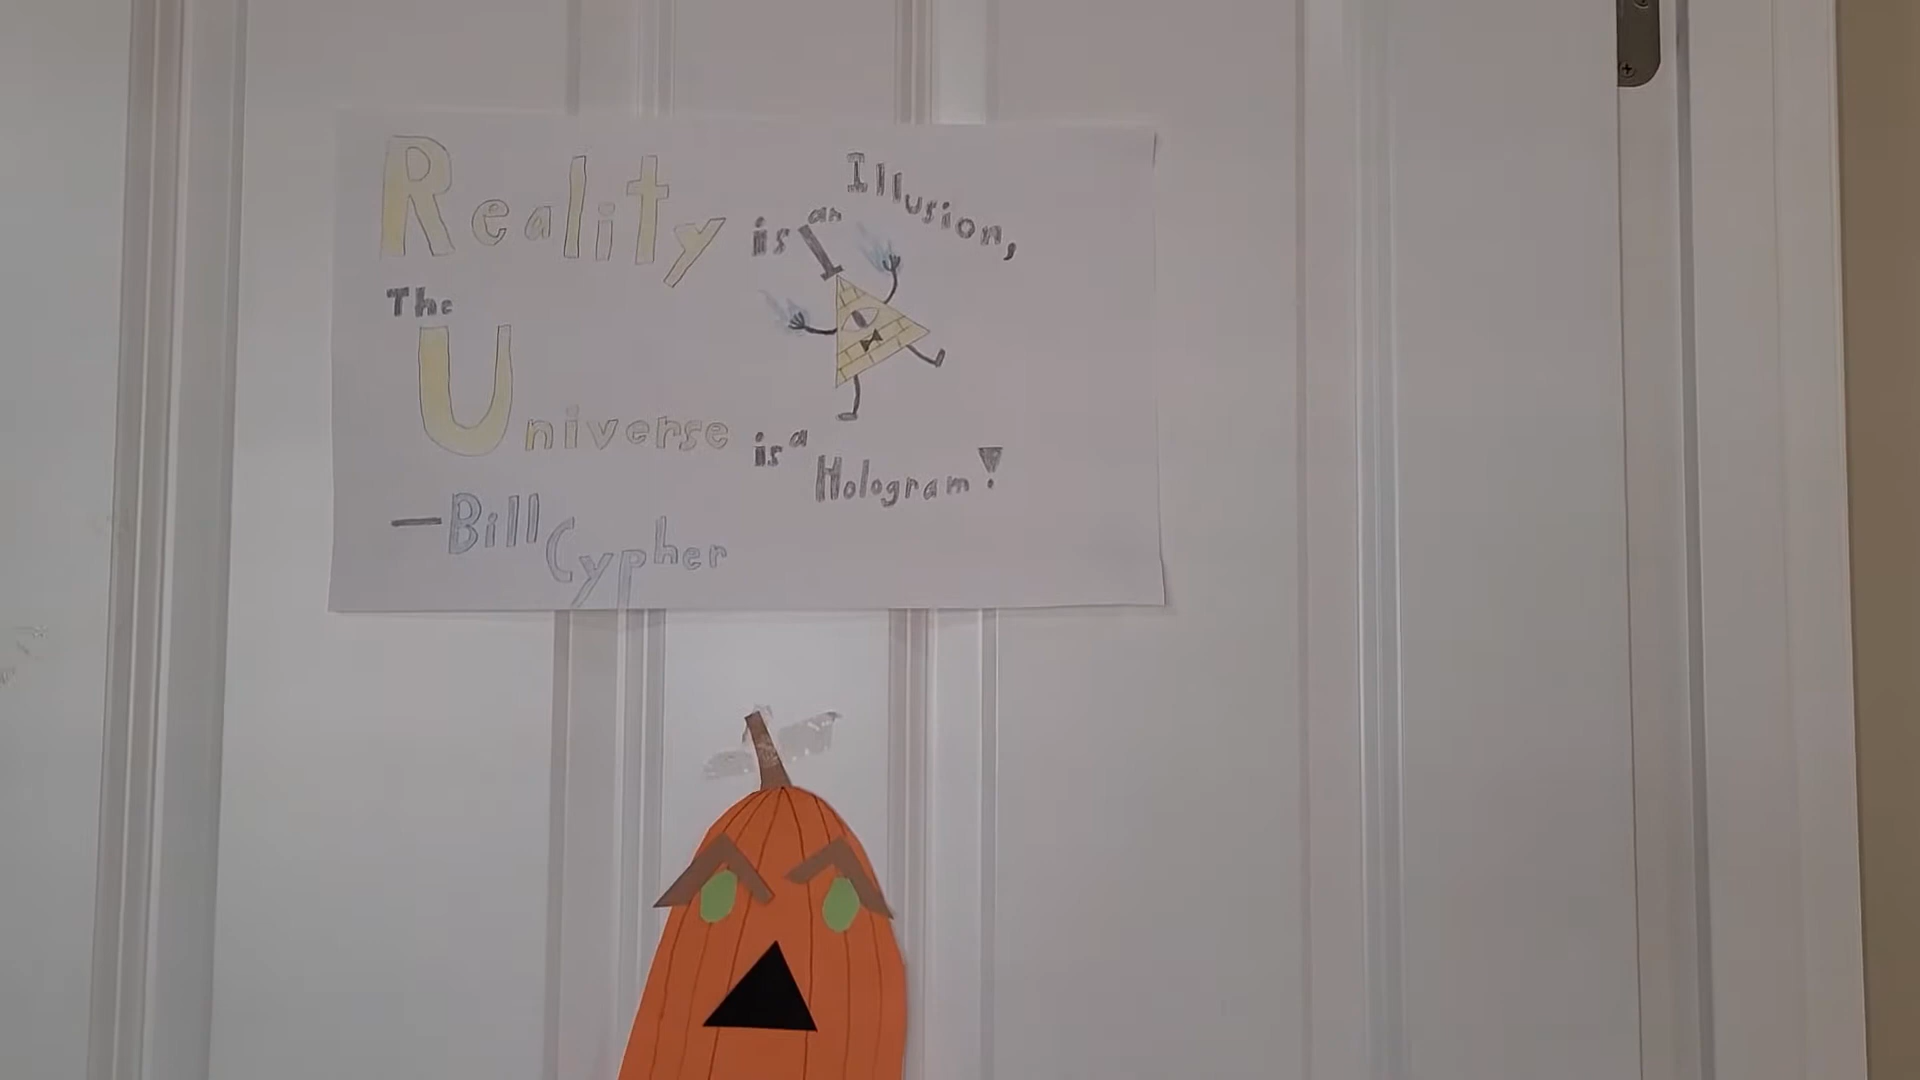 Reality is an Illusion,
The
Universe is a Hologram!
—Bill Cypher